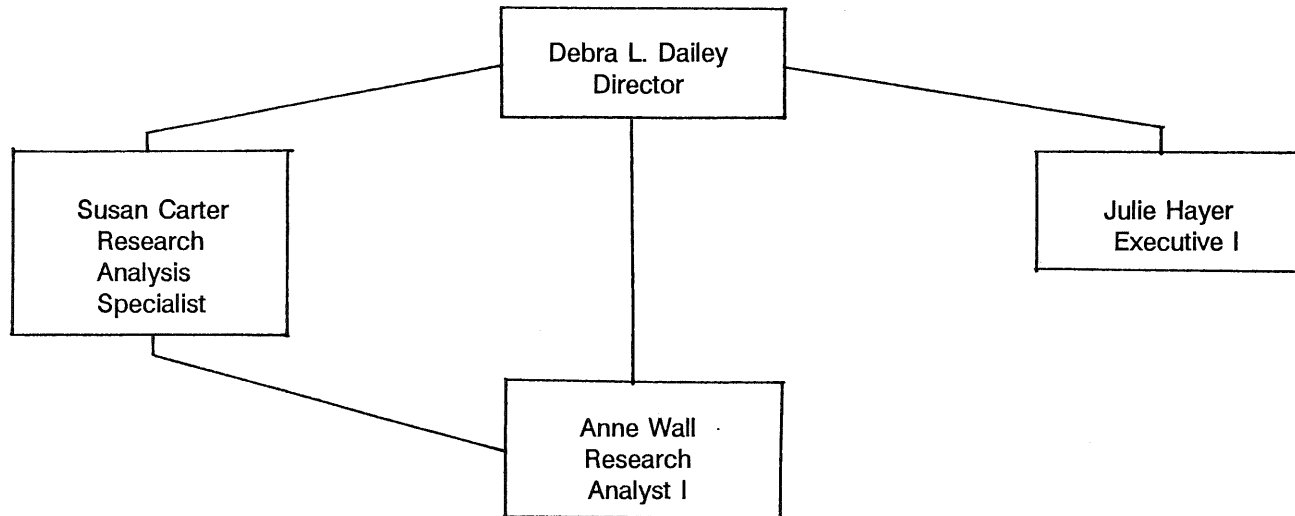 Debra L. Dailey
Director
Susan Carter
Research
Analysis
Specialist
Julie Hayer
Executive I
Anne Wall
Research
Analyst I